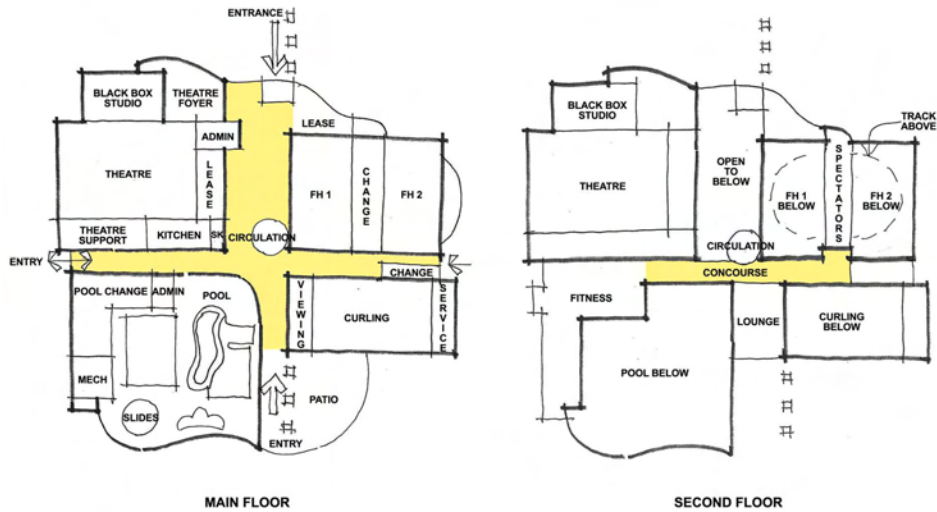 ENTRANCE
BLACK BOX
STUDIO
THEATRE
FOYER
ADMIN
LEASE
THEATRE
LEASE
FH 1
CHANGE
FH 2
THEATRE
SUPPORT
KITCHEN
SK
CIRCULATION
ENTRY
CHANGE
POOL CHANGE
ADMIN
POOL
VIEWING
CURLING
SERVICE
MECH
SLIDES
PATIO
ENTRY
MAIN FLOOR
BLACK BOX
STUDIO
TRACK
ABOVE
THEATRE
OPEN
TO
BELOW
SPECTATORS
FH 1
BELOW
FH 2
BELOW
CIRCULATION
CONCOURSE
FITNESS
LOUNGE
CURLING
BELOW
POOL BELOW
SECOND FLOOR